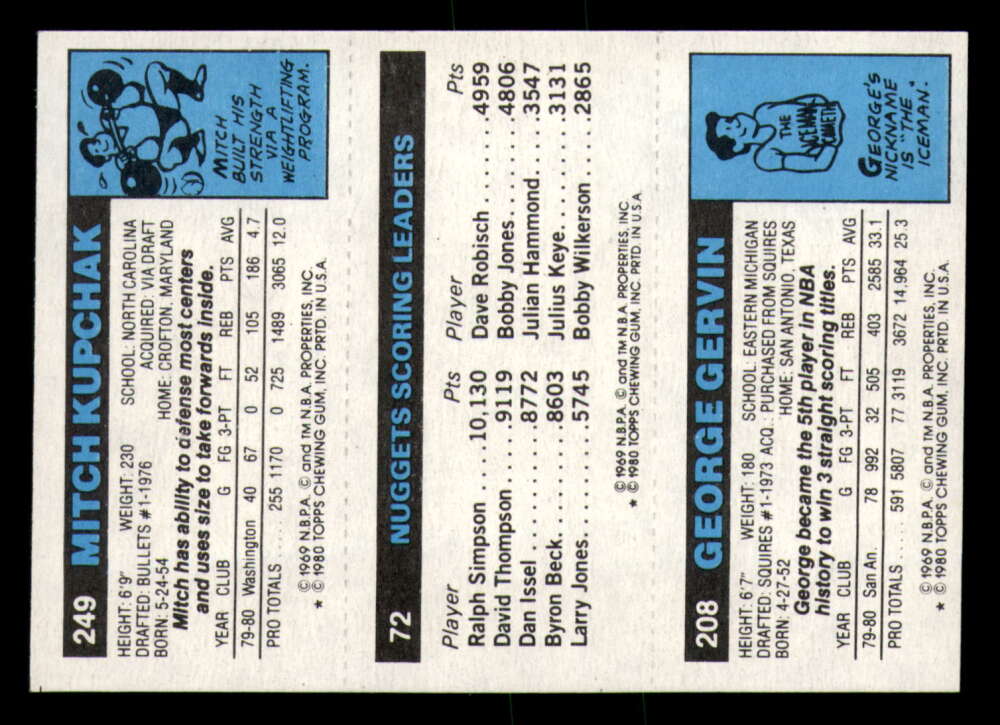 249 MITCH KUPCHAK
HEIGHT: 6'9" WEIGHT: 230 SCHOOL: NORTH CAROLINA
DRAFTED: BULLETS #1-1976 ACQUIRED: VIA DRAFT
BORN: 5-24-54 HOME: CROFTON, MARYLAND
Mitch has ability to defense most centers
and uses size to take forwards inside.
YEAR CLUB G FG 3-PT FT REB PTS AVG
79-80 Washington 40 67 0 52 105 186 4.7
PRO TOTALS . . . . 255 1170 0 725 1489 3065 12.0
© 1969 N.B.P.A. © and TM N.B.A. PROPERTIES, INC.
* © 1980 TOPPS CHEWING GUM, INC. PRTD. IN U.S.A.
MITCH
BUILT HIS
STRENGTH
VIA A
WEIGHTLIFTING
PROGRAM.
72 NUGGETS SCORING LEADERS
Player Pts Player Pts
Ralph Simpson ....10,130 Dave Robisch........4959
David Thompson....9119 Bobby Jones........4806
Dan Issel............8772 Julian Hammond....3547
Byron Beck..........8603 Julius Keye..........3131
Larry Jones.........5745 Bobby Wilkerson....2865
© 1969 N.B.P.A. © and TM N.B.A. PROPERTIES, INC.
* © 1980 TOPPS CHEWING GUM, INC. PRTD. IN U.S.A
208 GEORGE GERVIN
HEIGHT: 6'7" WEIGHT: 180 SCHOOL: EASTERN MICHIGAN
DRAFTED: SQUIRES #1-1973 ACQ.: PURCHASED FROM SQUIRES
BORN: 4-27-52 HOME: SAN ANTONIO, TEXAS
George became the 5th player in NBA
history to win 3 straight scoring titles.
YEAR CLUB G FG 3-PT FT REB PTS AVG
79-80 San An. 78 992 32 505 403 2585 33.1
PRO TOTALS . . . . 591 5807 77 3119 3672 14,964 25.3
© 1969 N.B.P.A. © and TM N.B.A. PROPERTIES, INC.
* © 1980 TOPPS CHEWING GUM, INC. PRTD. IN U.S.A.
THE
ICEMAN
COMETH
GEORGE'S
NICKNAME
IS "THE
ICEMAN.'